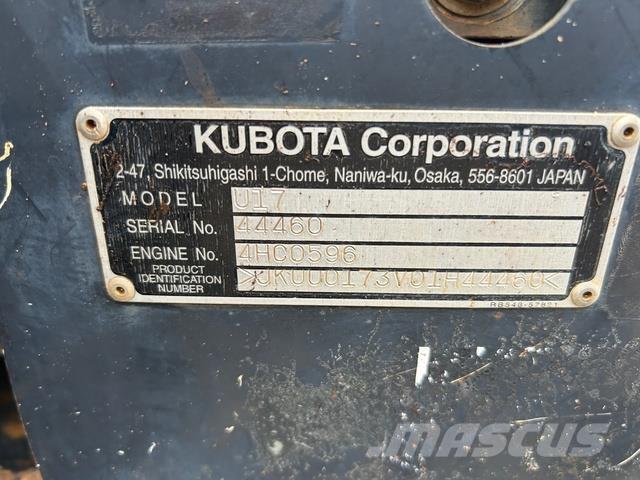 KUBOTA Corporation
2-47, Shikitsuhigashi 1-Chome, Naniwa-ku, Osaka, 556-8601 JAPAN
MODEL U17
SERIAL No. 44460
ENGINE No. 4HC0596
PRODUCT IDENTIFICATION NUMBER >JKUU0173V01H44460<
RB548-57821
MASCUS